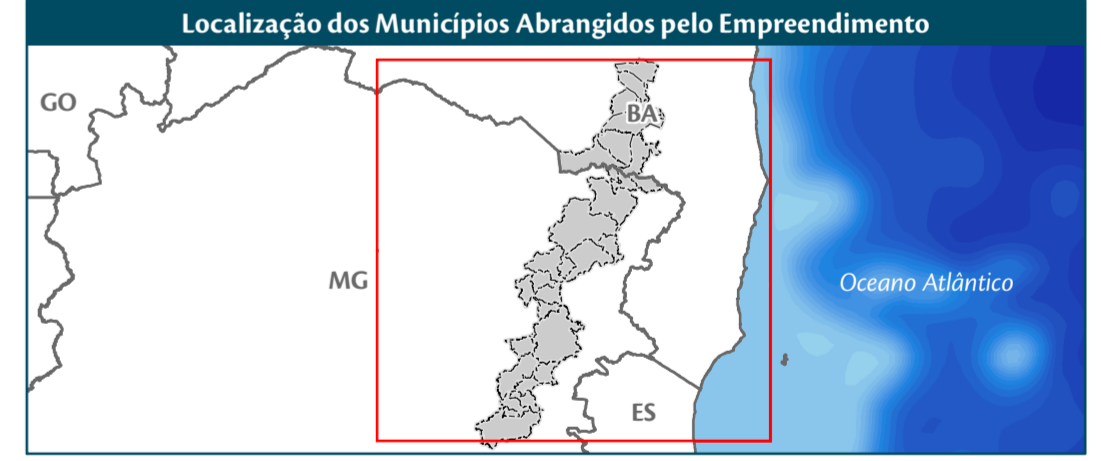 Localização dos Municípios Abrangidos pelo Empreendimento
GO
BA
MG
Oceano Atlântico
ES